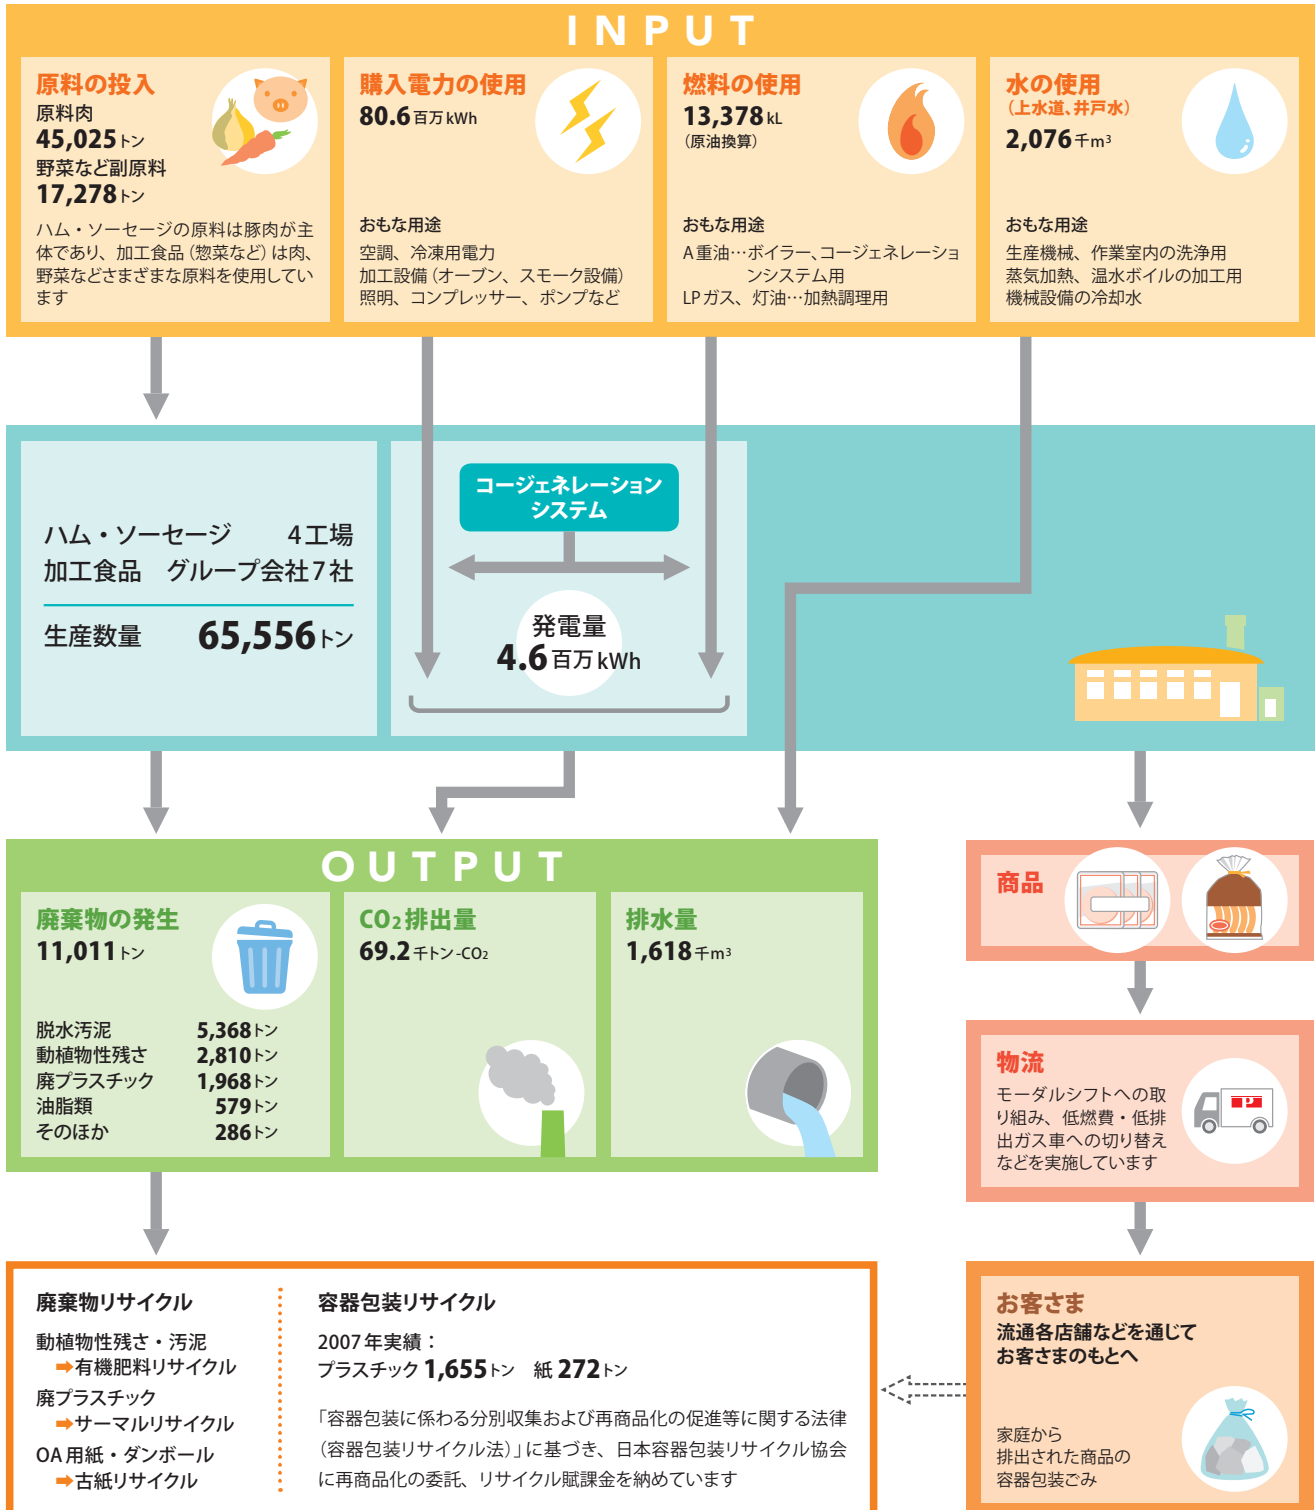 INPUT
原料の投入
原料肉
45,025トン
野菜など副原料
17,278トン
ハム・ソーセージの原料は豚肉が主
体であり、加工食品(惣菜など)は肉、
野菜などさまざまな原料を使用してい
ます
購入電力の使用
80.6百万kWh
おもな用途
空調、冷凍用電力
加工設備(オーブン、スモーク設備)
照明、コンプレッサー、ポンプなど
燃料の使用
13,378kL
(原油換算)
おもな用途
A重油…ボイラー、コージェネレーショ
ンシステム用
LPガス、灯油…加熱調理用
水の使用
(上水道、井戸水)
2,076千m³
おもな用途
生産機械、作業室内の洗浄用
蒸気加熱、温水ボイルの加工用
機械設備の冷却水
ハム・ソーセージ 4工場
加工食品 グループ会社7社
生産数量 65,556トン
コージェネレーション
システム
発電量
4.6百万kWh
OUTPUT
廃棄物の発生
11,011トン
脱水汚泥 5,368トン
動植物性残さ 2,810トン
廃プラスチック 1,968トン
油脂類 579トン
そのほか 286トン
CO₂排出量
69.2千トン-CO₂
排水量
1,618千m³
商品
物流
モーダルシフトへの取
り組み、低燃費・低排
出ガス車への切り替え
などを実施しています
廃棄物リサイクル
動植物性残さ・汚泥
➡有機肥料リサイクル
廃プラスチック
➡サーマルリサイクル
OA用紙・ダンボール
➡古紙リサイクル
容器包装リサイクル
2007年実績：
プラスチック1,655トン 紙272トン
「容器包装に係わる分別収集および再商品化の促進等に関する法律
(容器包装リサイクル法)」に基づき、日本容器包装リサイクル協会
に再商品化の委託、リサイクル賦課金を納めています
お客さま
流通各店舗などを通じて
お客さまのもとへ
家庭から
排出された商品の
容器包装ごみ